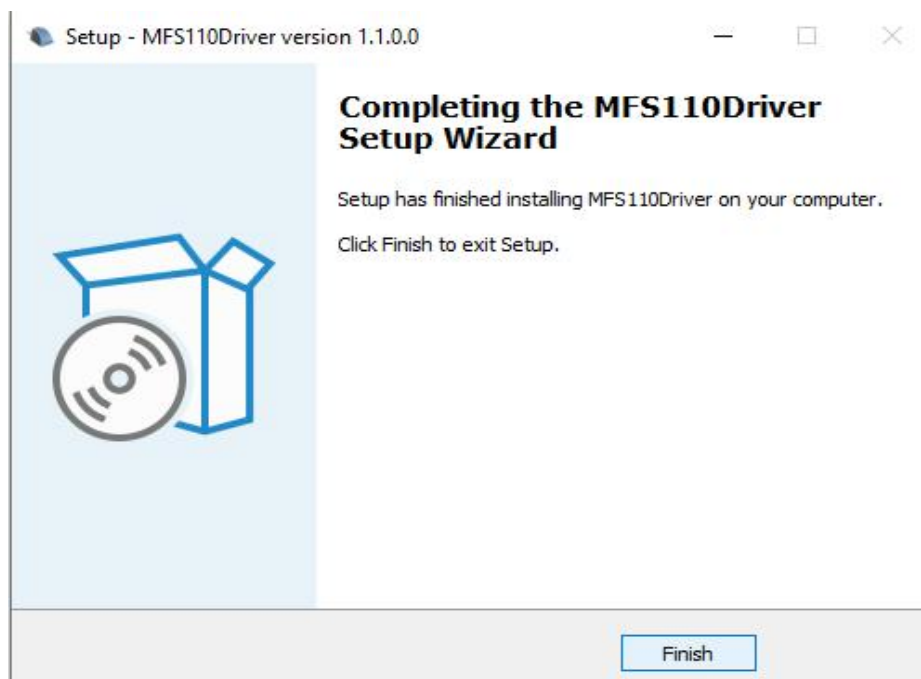 Setup - MFS110Driver version 1.1.0.0
Completing the MFS110Driver
Setup Wizard
Setup has finished installing MFS110Driver on your computer.
Click Finish to exit Setup.
Finish